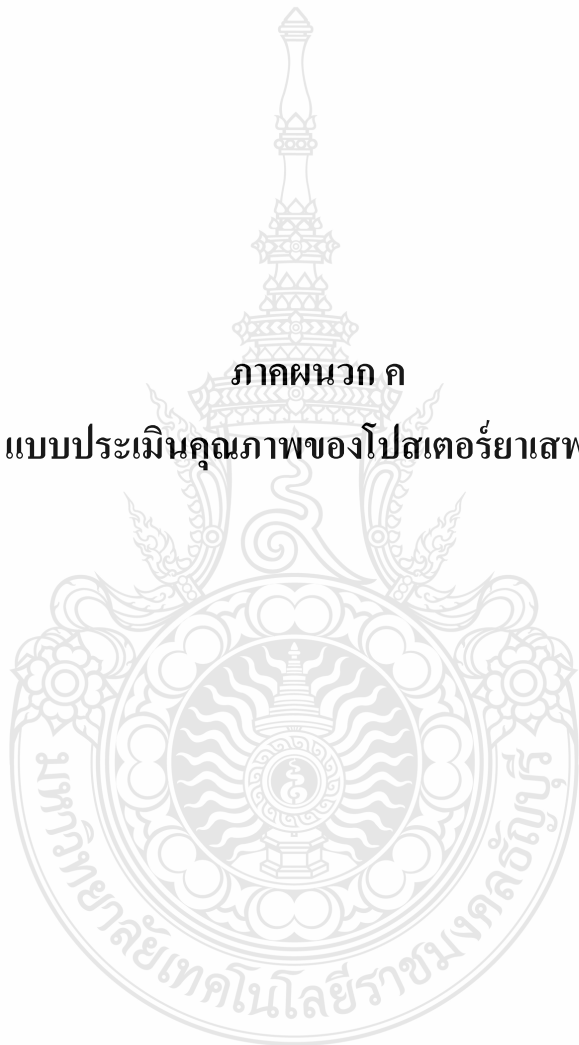 ภาคผนวก ค
แบบประเมินคุณภาพของโปสเตอร์ยาเสพ
มหาวิทยาลัยเทคโนโลยีราชมงคลธัญบุรี